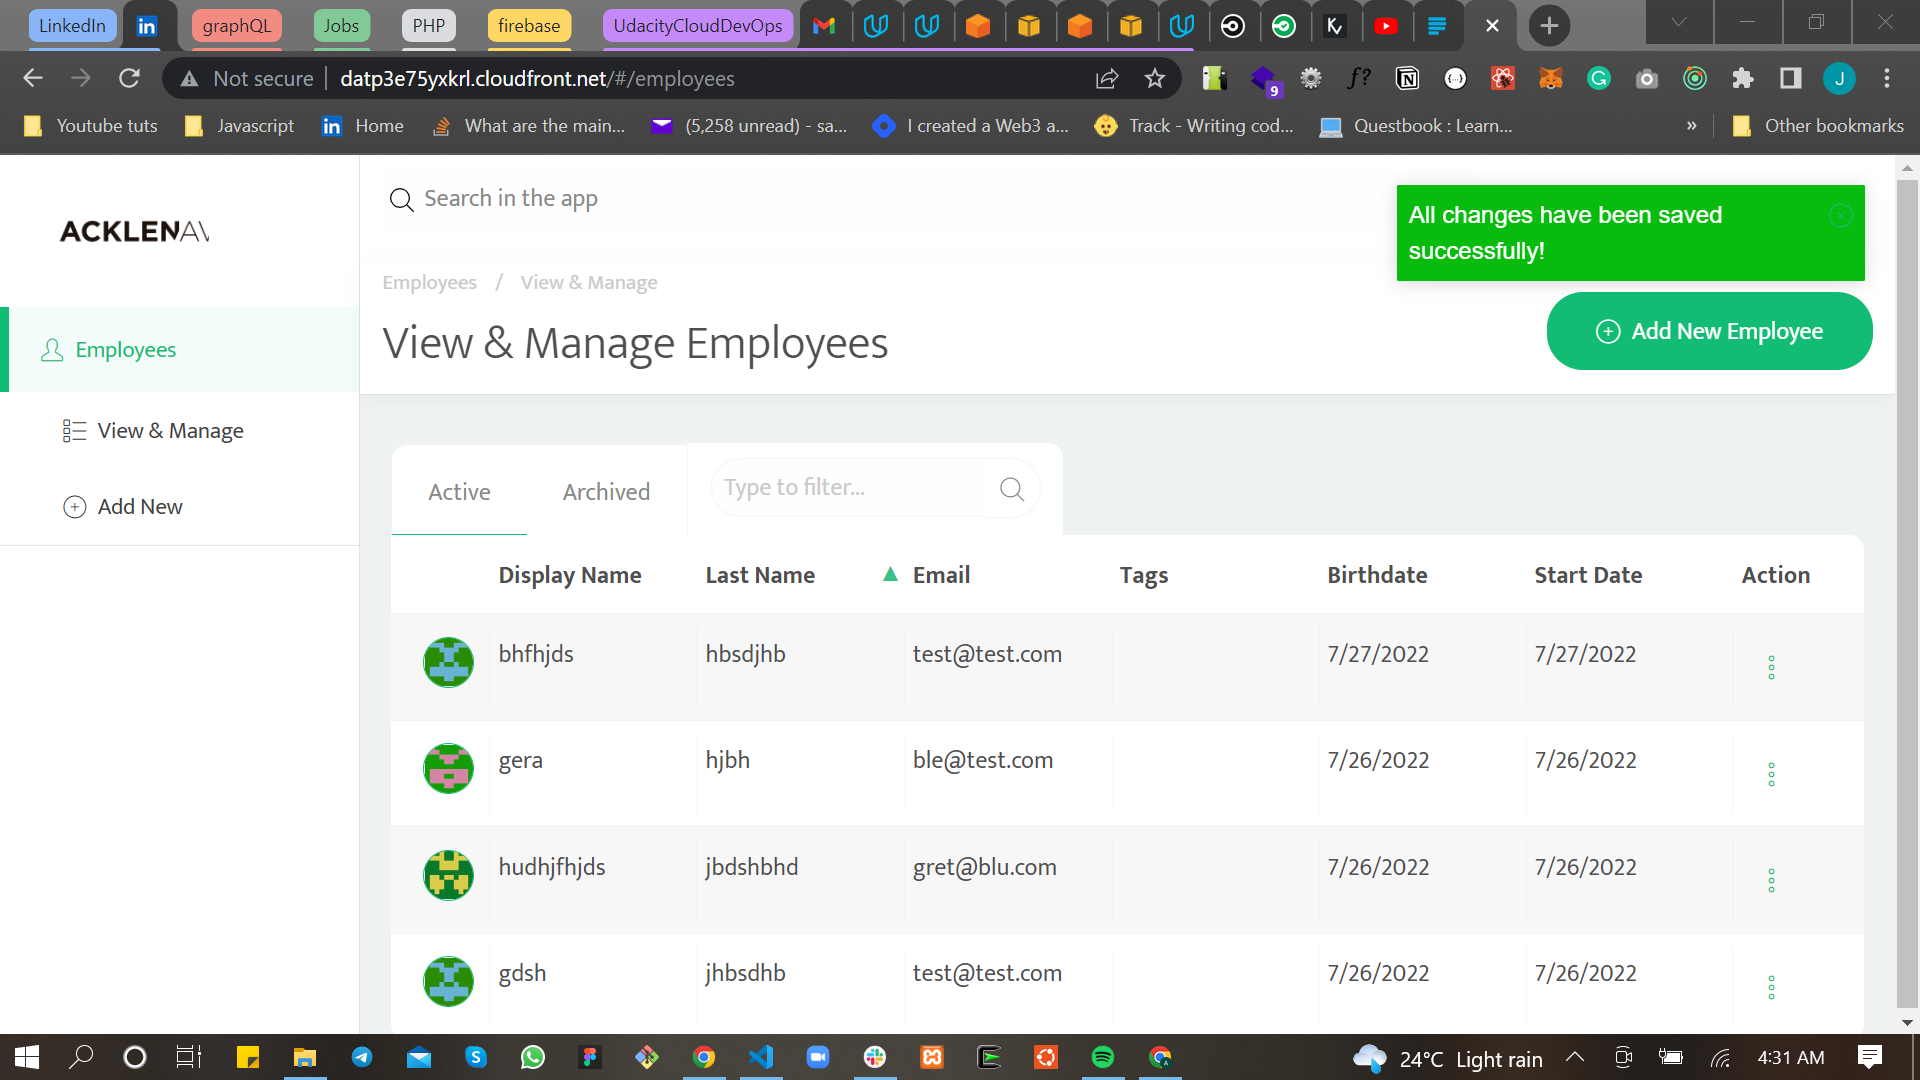 LinkedIn graphQL Jobs PHP firebase UdacityCloudDevOps
Not secure datp3e75yxkrl.cloudfront.net/#/employees
9 J
Youtube tuts Javascript Home What are the main... (5,258 unread) - sa... I created a Web3 a... Track - Writing cod... Questbook : Learn... » Other bookmarks
ACKLENAV
Search in the app
All changes have been saved
successfully!
Employees / View & Manage
View & Manage Employees
Add New Employee
Employees
View & Manage
Add New
Active Archived Type to filter...
Display Name Last Name Email Tags Birthdate Start Date Action
bhfhjds hbsdjhb test@test.com 7/27/2022 7/27/2022
gera hjbh ble@test.com 7/26/2022 7/26/2022
hudhjfhjds jbdshbhd gret@blu.com 7/26/2022 7/26/2022
gdsh jhbsdhb test@test.com 7/26/2022 7/26/2022
24°C Light rain 4:31 AM